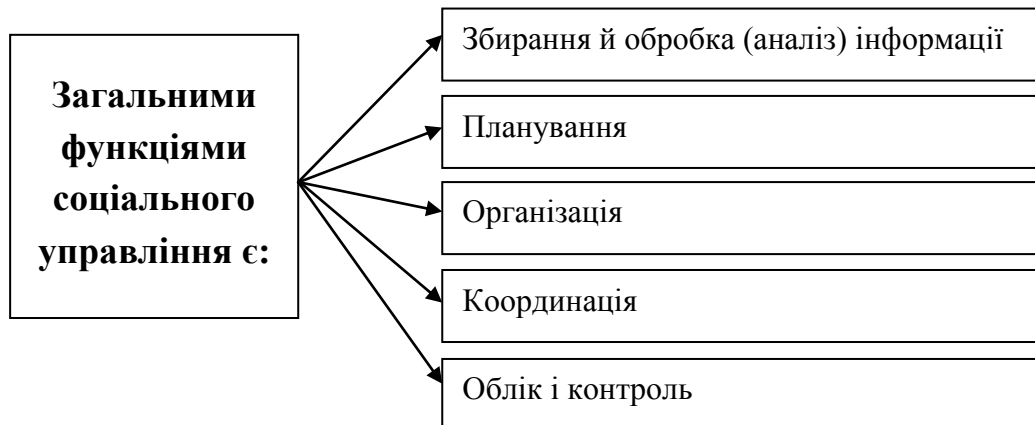 Загальними
функціями
соціального
управління є:
Збирання й обробка (аналіз) інформації
Планування
Організація
Координація
Облік і контроль